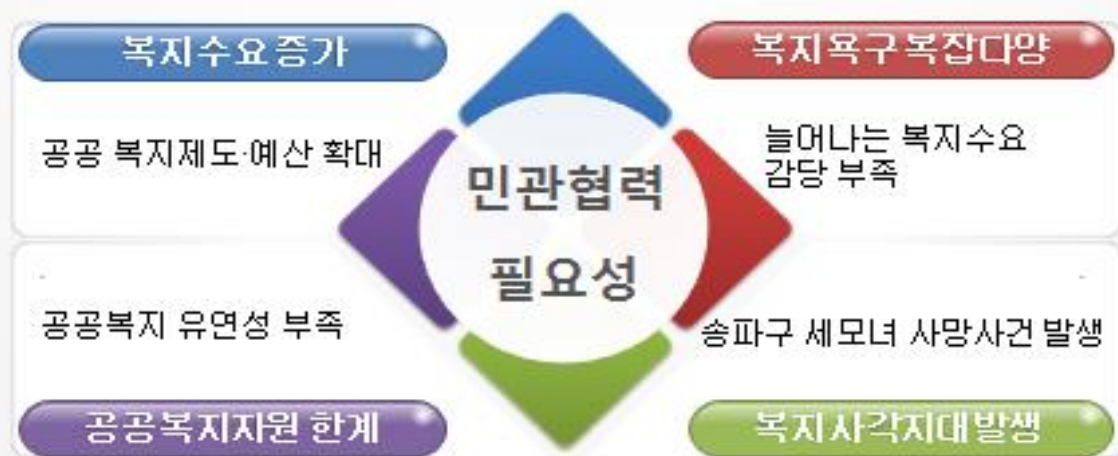 복지수요증가
공공 복지제도·예산 확대
복지욕구복잡다양
늘어나는 복지수요
감당 부족
민관협력
필요성
공공복지 유연성 부족
공공복지자원 한계
송파구 세모녀 사망사건 발생
복지사각지대발생